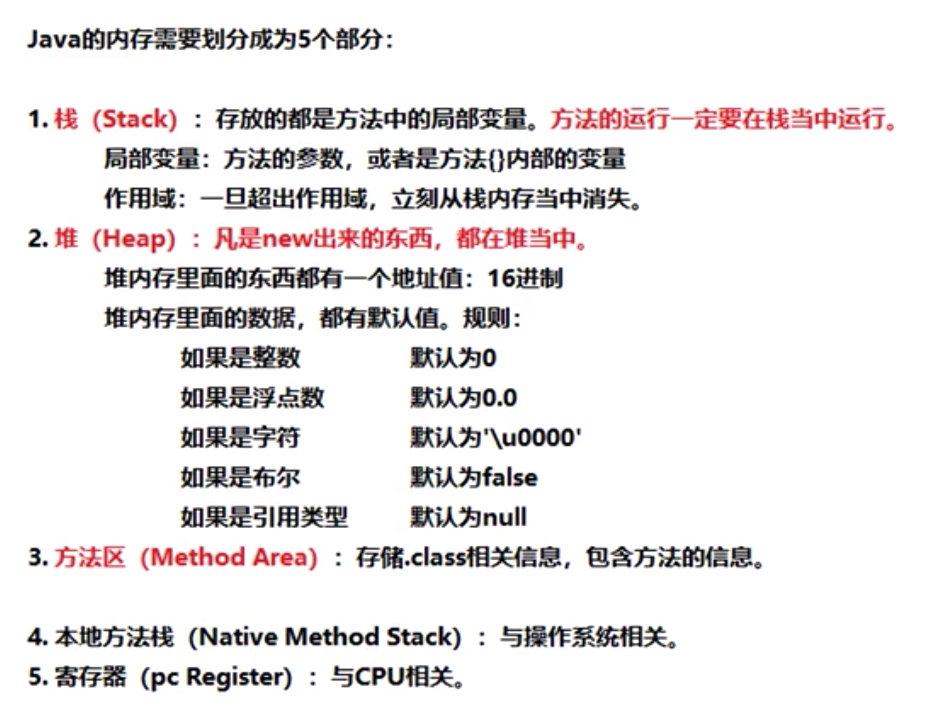 Java的内存需要划分成为5个部分：
1. 栈（Stack）：存放的都是方法中的局部变量。方法的运行一定要在栈当中运行。
局部变量：方法的参数，或者是方法{}内部的变量
作用域：一旦超出作用域，立刻从栈内存当中消失。
2. 堆（Heap）：凡是new出来的东西，都在堆当中。
堆内存里面的东西都有一个地址值：16进制
堆内存里面的数据，都有默认值。规则：
如果是整数 默认为0
如果是浮点数 默认为0.0
如果是字符 默认为'\u0000'
如果是布尔 默认为false
如果是引用类型 默认为null
3. 方法区（Method Area）：存储.class相关信息，包含方法的信息。
4. 本地方法栈（Native Method Stack）：与操作系统相关。
5. 寄存器（pc Register）：与CPU相关。